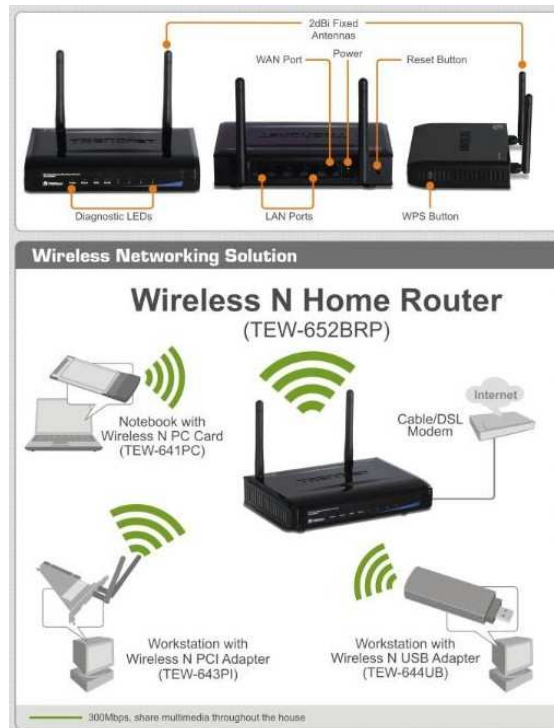 2dBi Fixed
Antennas
WAN Port
Power
Reset Button
TRENDNET
Diagnostic LEDs
LAN Ports
WPS Button
Wireless Networking Solution
Wireless N Home Router
(TEW-652BRP)
Internet
Cable/DSL
Modem
Notebook with
Wireless N PC Card
(TEW-641PC)
TRENDNET
Workstation with
Wireless N PCI Adapter
(TEW-643PI)
Workstation with
Wireless N USB Adapter
(TEW-644UB)
300Mbps, share multimedia throughout the house